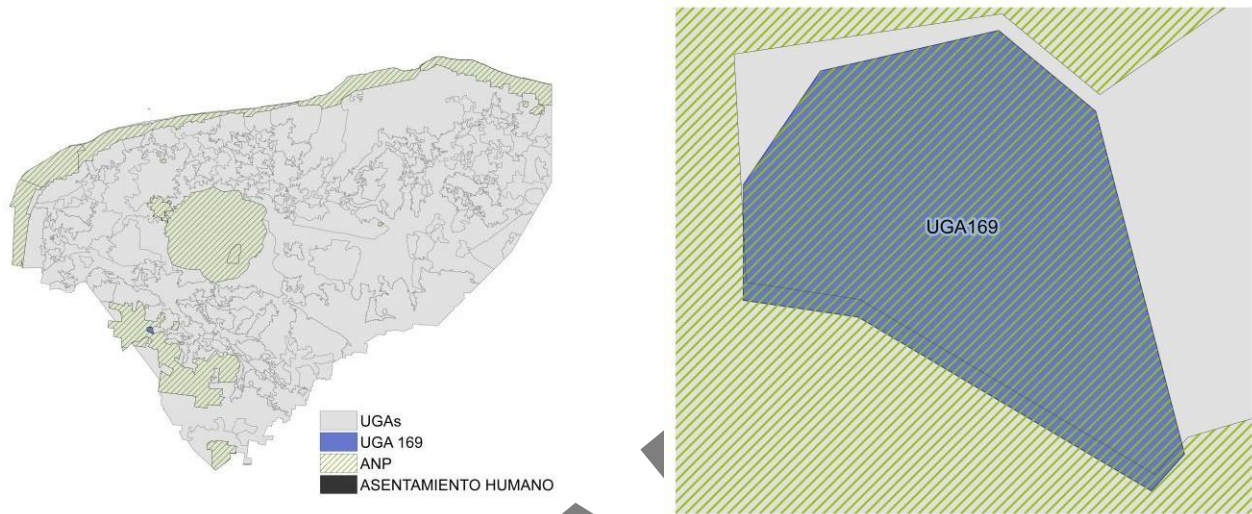 UGAs
UGA 169
ANP
ASENTAMIENTO HUMANO
UGA169